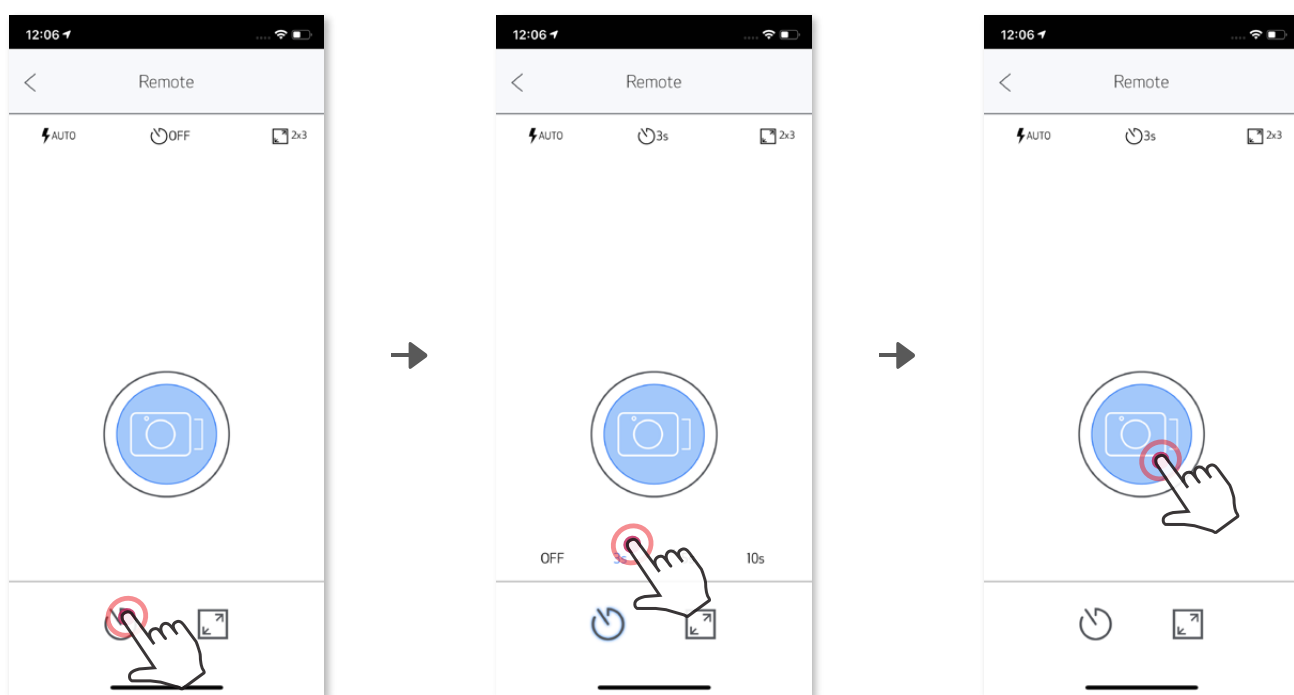 12:06
Remote
AUTO OFF 2x3
12:06
Remote
AUTO 3s 2x3
OFF 3s 10s
12:06
Remote
AUTO 3s 2x3